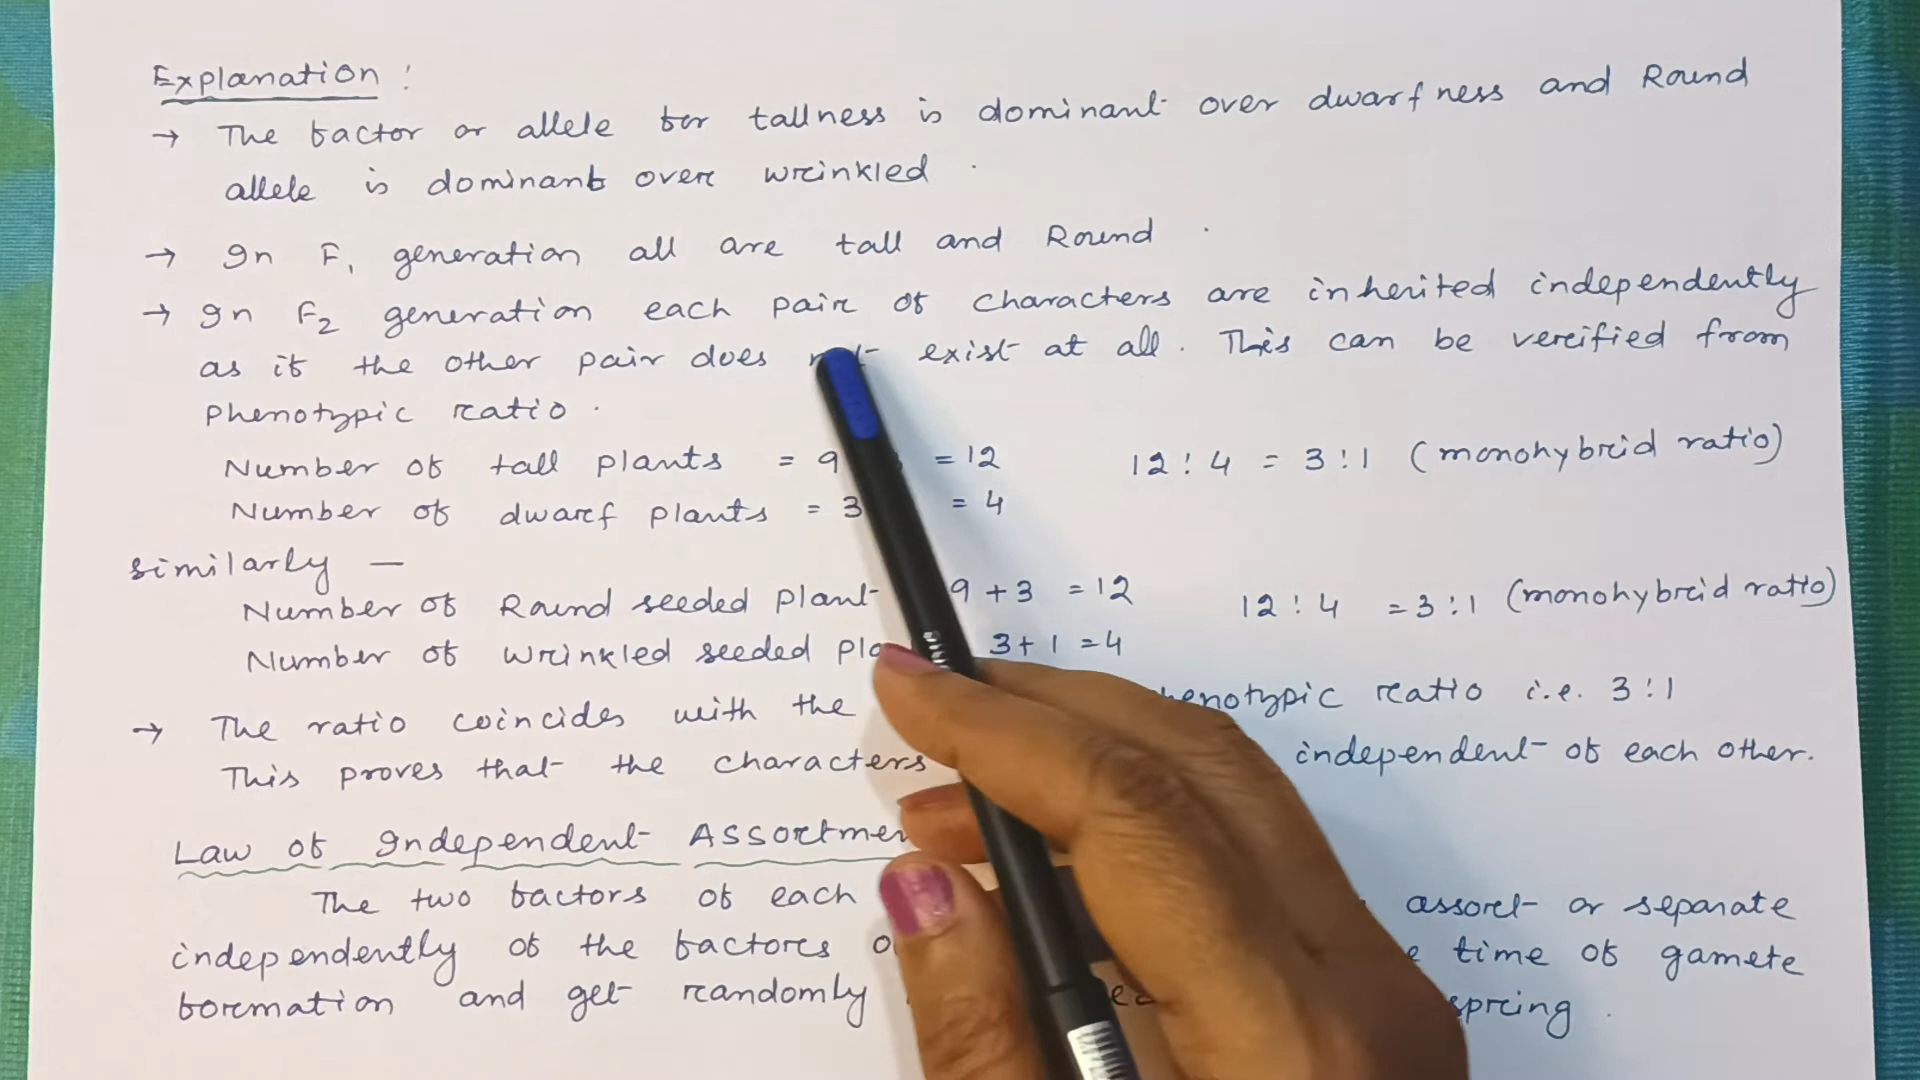 Explanation :
→ The factor or allele for tallness is dominant over dwarfness and Round
allele is dominant over wrinkled .
→ In F1 generation all are tall and Round .
→ In F2 generation each pair of characters are inherited independently
as if the other pair does not exist at all . This can be verified from
Phenotypic ratio .
Number of tall plants = 9 = 12 12 : 4 = 3 : 1 (monohybrid ratio)
Number of dwarf plants = 3 = 4
similarly —
Number of Round seeded plant 9 + 3 = 12 12 : 4 = 3 : 1 (monohybrid ratio)
Number of wrinkled seeded 3 + 1 = 4
→ The ratio coincides with the ratio i.e. 3 : 1
This proves that the characters independent of each other.
Law of Independent
The two factors of each assort or separate
independently of the factors time of gamete
formation and get randomly